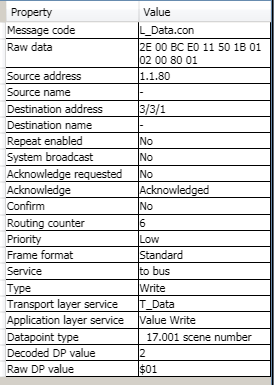 Property Value
Message code L_Data.con
Raw data 2E 00 BC E0 11 50 1B 01
02 00 80 01
Source address 1.1.80
Source name -
Destination address 3/3/1
Destination name -
Repeat enabled No
System broadcast No
Acknowledge requested No
Acknowledge Acknowledged
Confirm No
Routing counter 6
Priority Low
Frame format Standard
Service to bus
Type Write
Transport layer service T_Data
Application layer service Value Write
Datapoint type 17.001 scene number
Decoded DP value 2
Raw DP value $01